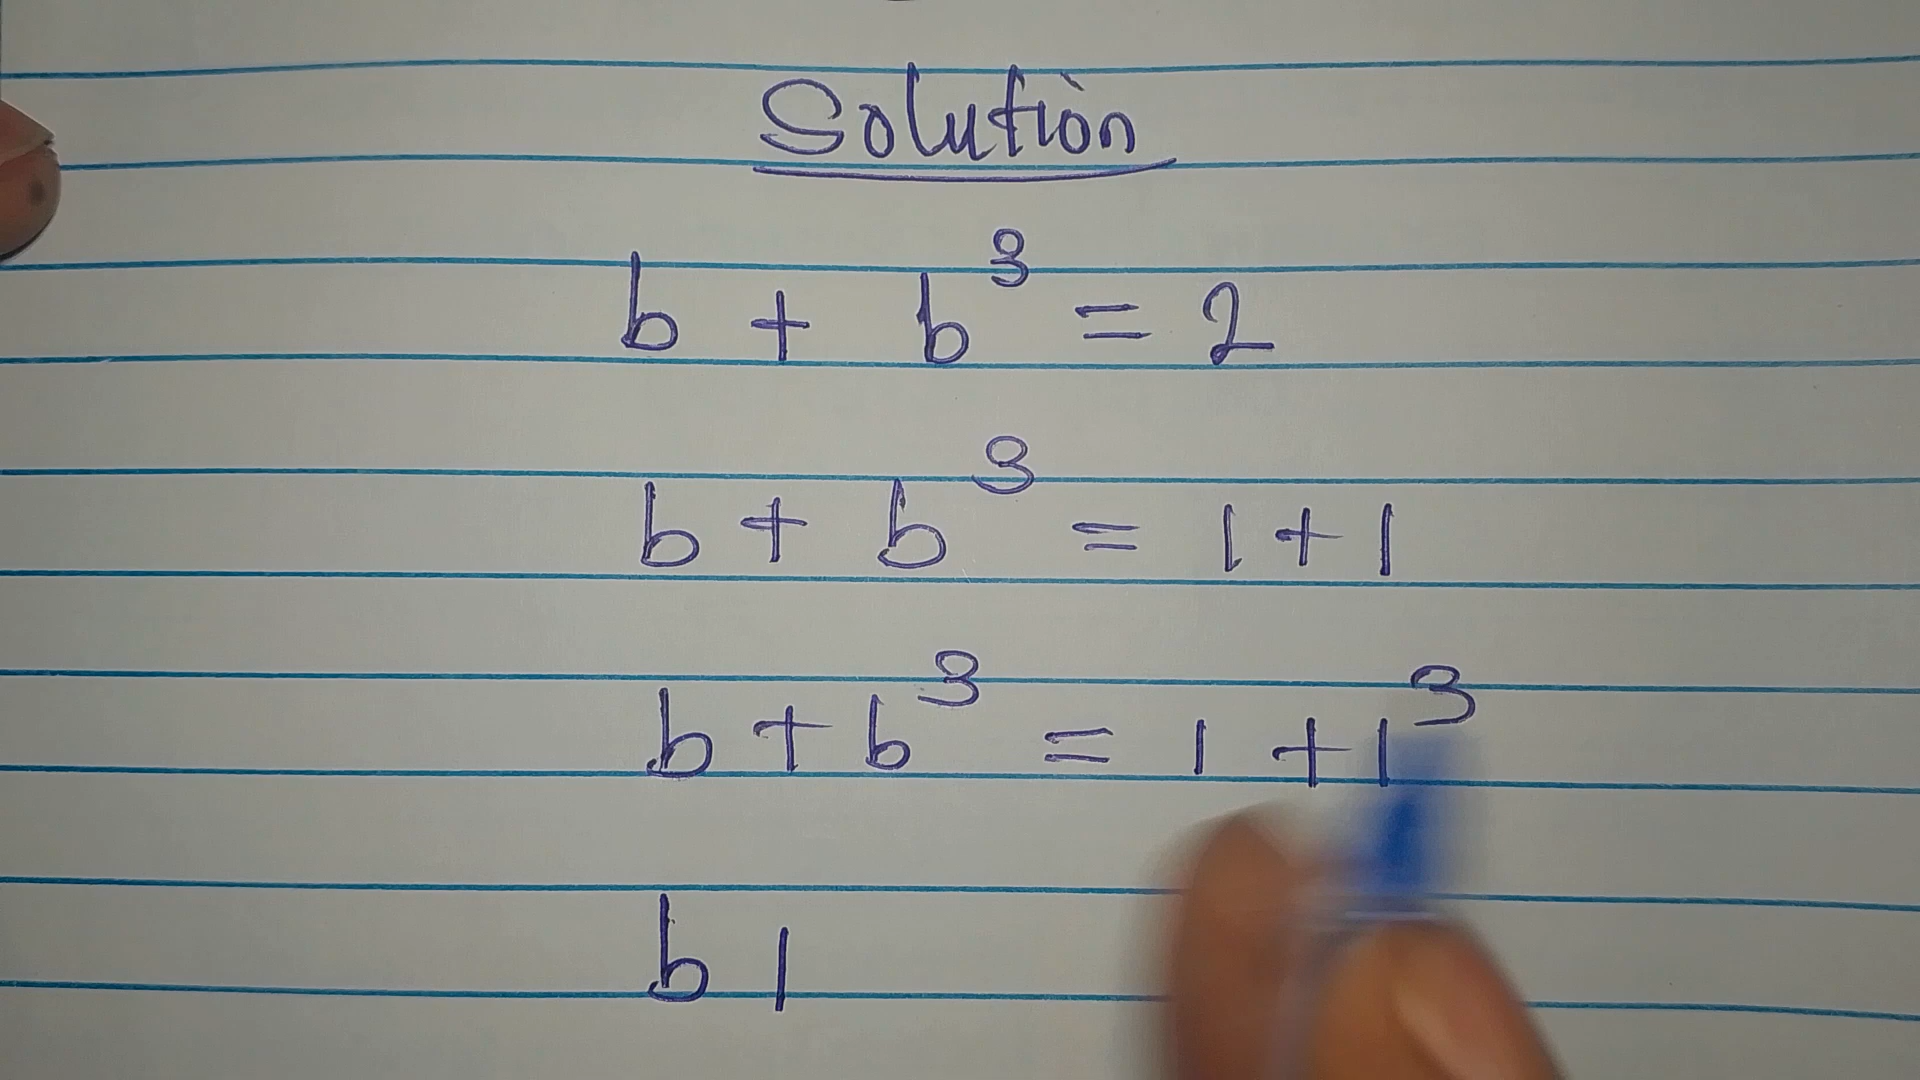 Solution
b + b³ = 2
b + b³ = 1 + 1
b + b³ = 1 + 1³
b 1